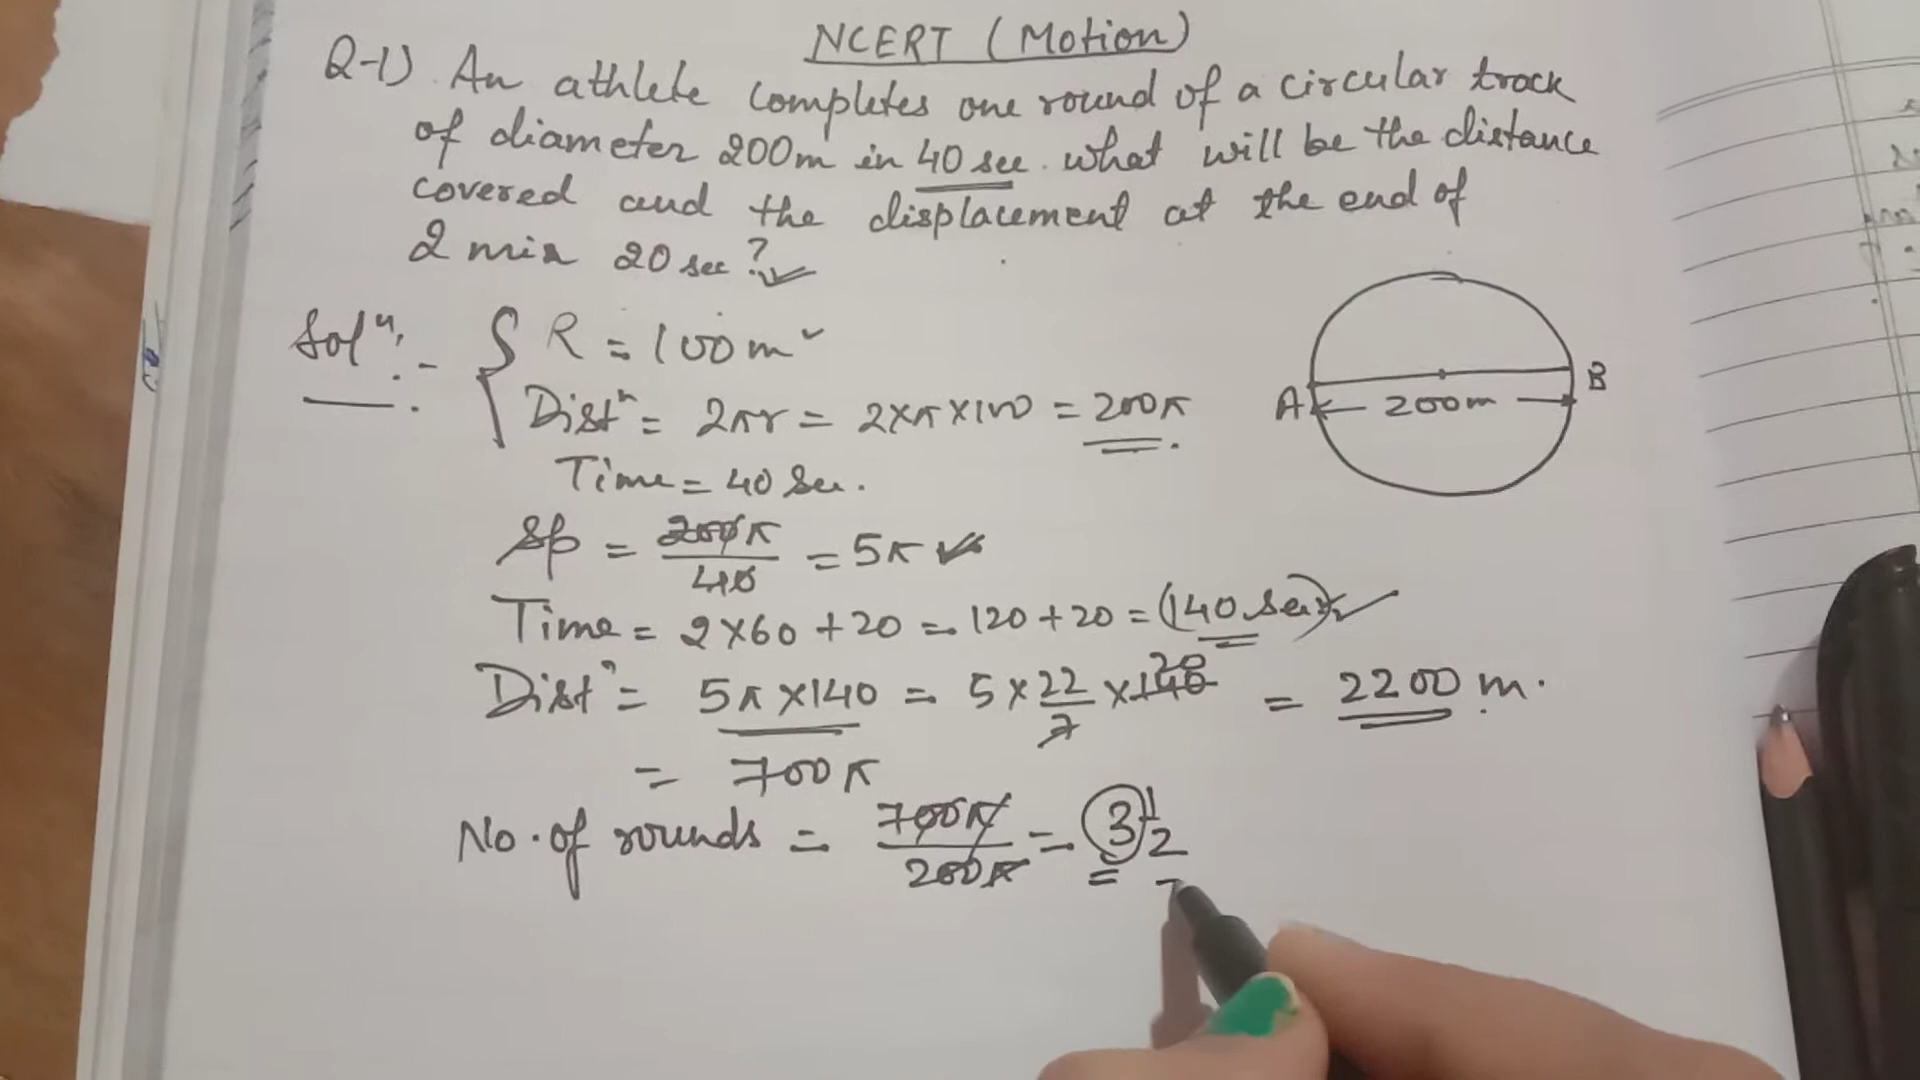 NCERT (Motion)
Q-1) An athlete completes one round of a circular track
of diameter 200m in 40 sec. what will be the distance
covered and the displacement at the end of
2 min 20 sec?
Solⁿ:-
R = 100m
Distⁿ = 2πr = 2×π×100 = 200π
Time = 40 Sec.
Sp = 200π/40 = 5π
Time = 2×60+20 = 120+20 = (140 sec)
Distⁿ = 5π×140 = 5×22/7×140 20 = 2200 m.
= 700π
No. of rounds = 700π/200π = 3 1/2
A 200m B